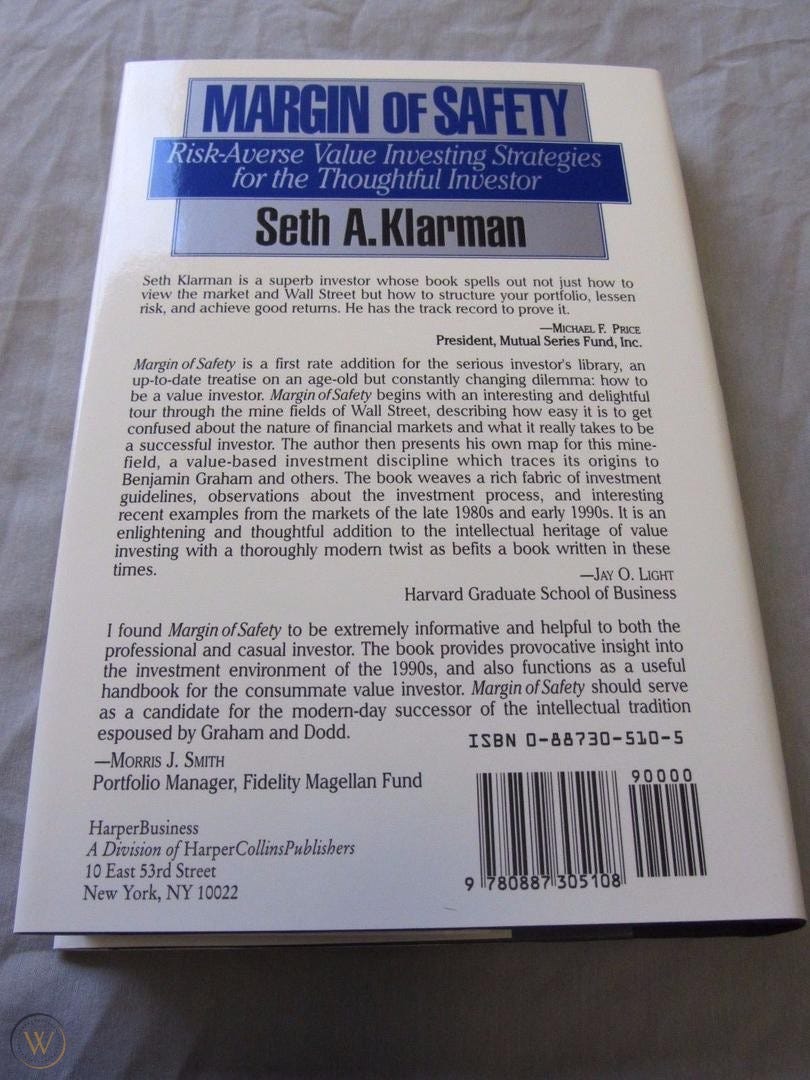 MARGIN OF SAFETY
Risk-Averse Value Investing Strategies
for the Thoughtful Investor
Seth A. Klarman
Seth Klarman is a superb investor whose book spells out not just how to
view the market and Wall Street but how to structure your portfolio, lessen
risk, and achieve good returns. He has the track record to prove it.
—MICHAEL F. PRICE
President, Mutual Series Fund, Inc.
Margin of Safety is a first rate addition for the serious investor's library, an
up-to-date treatise on an age-old but constantly changing dilemma: how to
be a value investor. Margin of Safety begins with an interesting and delightful
tour through the mine fields of Wall Street, describing how easy it is to get
confused about the nature of financial markets and what it really takes to be
a successful investor. The author then presents his own map for this mine-
field, a value-based investment discipline which traces its origins to
Benjamin Graham and others. The book weaves a rich fabric of investment
guidelines, observations about the investment process, and interesting
recent examples from the markets of the late 1980s and early 1990s. It is an
enlightening and thoughtful addition to the intellectual heritage of value
investing with a thoroughly modern twist as befits a book written in these
times.
—JAY O. LIGHT
Harvard Graduate School of Business
I found Margin of Safety to be extremely informative and helpful to both the
professional and casual investor. The book provides provocative insight into
the investment environment of the 1990s, and also functions as a useful
handbook for the consummate value investor. Margin of Safety should serve
as a candidate for the modern-day successor of the intellectual tradition
espoused by Graham and Dodd.
—MORRIS J. SMITH
Portfolio Manager, Fidelity Magellan Fund
ISBN 0-88730-510-5
90000
9 780887 305108
HarperBusiness
A Division of HarperCollinsPublishers
10 East 53rd Street
New York, NY 10022
W